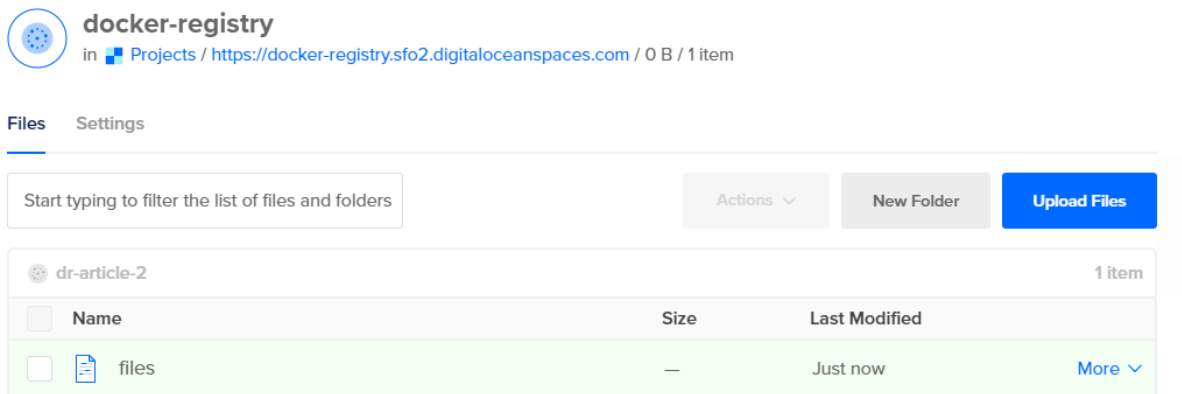 docker-registry
in Projects / https://docker-registry.sfo2.digitaloceanspaces.com / 0 B / 1 item
Files Settings
Start typing to filter the list of files and folders Actions New Folder Upload Files
dr-article-2 1 item
Name Size Last Modified
files — Just now More